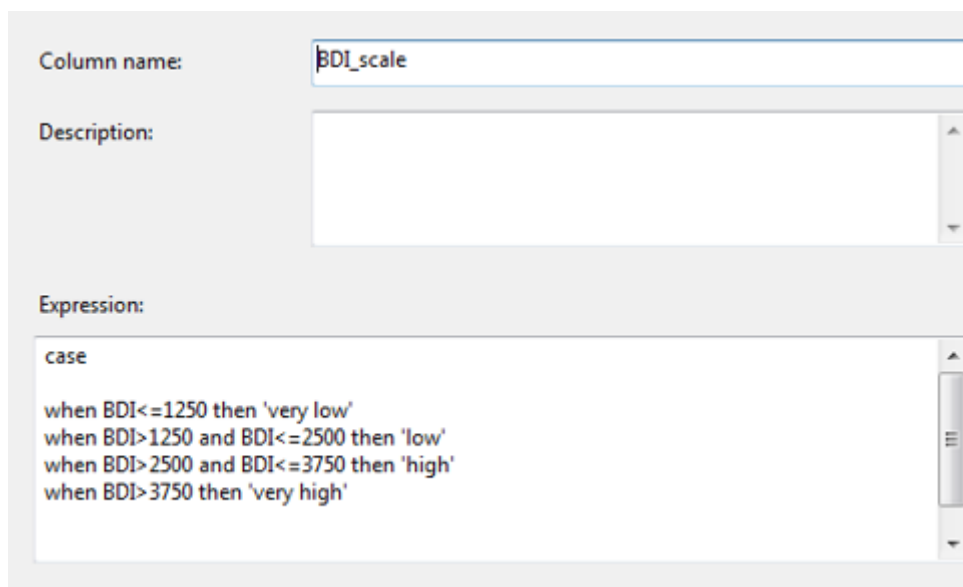 Column name: BDI_scale
Description:
Expression:
case
when BDI<=1250 then 'very low'
when BDI>1250 and BDI<=2500 then 'low'
when BDI>2500 and BDI<=3750 then 'high'
when BDI>3750 then 'very high'